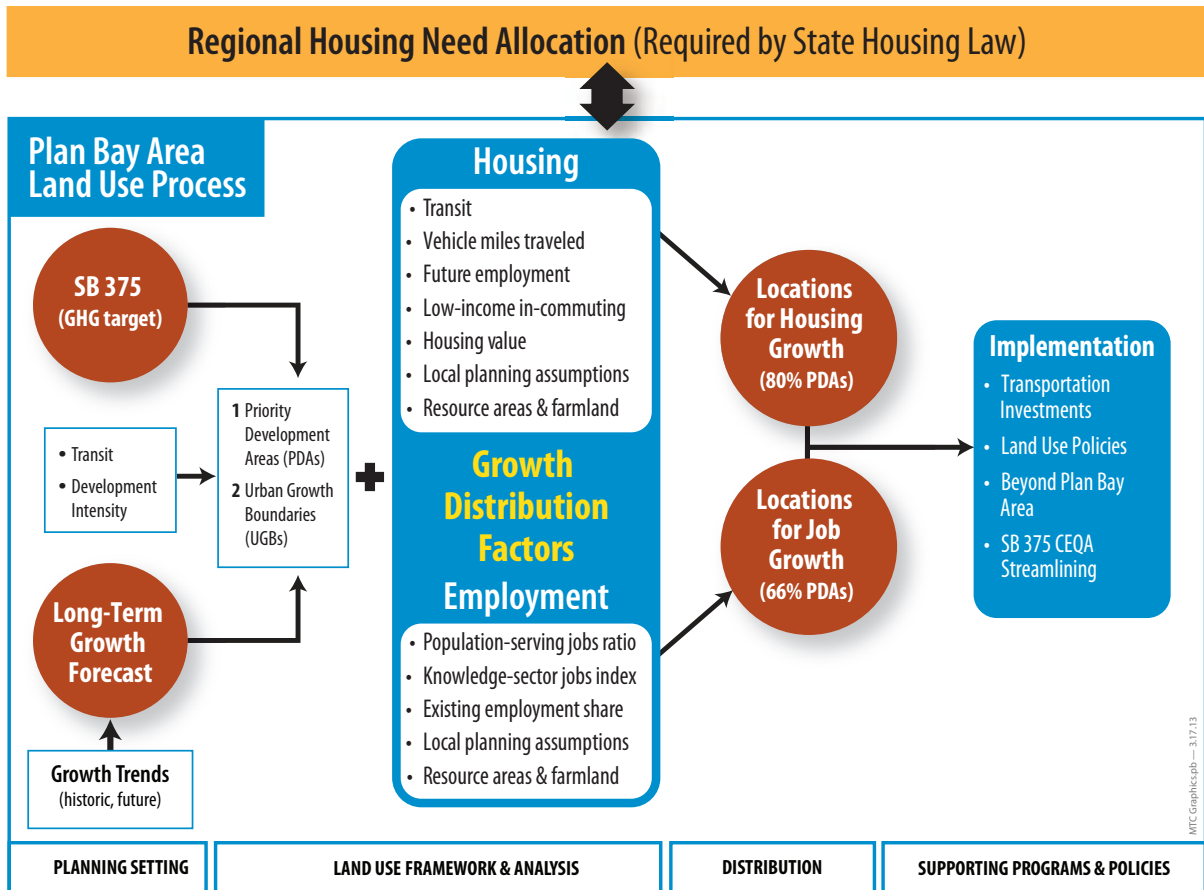 Regional Housing Need Allocation (Required by State Housing Law)
Plan Bay Area
Land Use Process
SB 375
(GHG target)
• Transit
• Development
Intensity
Long-Term
Growth
Forecast
Growth Trends
(historic, future)
1 Priority
Development
Areas (PDAs)
2 Urban Growth
Boundaries
(UGBs)
Housing
• Transit
• Vehicle miles traveled
• Future employment
• Low-income in-commuting
• Housing value
• Local planning assumptions
• Resource areas & farmland
Growth
Distribution
Factors
Employment
• Population-serving jobs ratio
• Knowledge-sector jobs index
• Existing employment share
• Local planning assumptions
• Resource areas & farmland
Locations
for Housing
Growth
(80% PDAs)
Locations
for Job
Growth
(66% PDAs)
Implementation
• Transportation
Investments
• Land Use Policies
• Beyond Plan Bay
Area
• SB 375 CEQA
Streamlining
MTC Graphics.pb — 3.17.13
PLANNING SETTING
LAND USE FRAMEWORK & ANALYSIS
DISTRIBUTION
SUPPORTING PROGRAMS & POLICIES